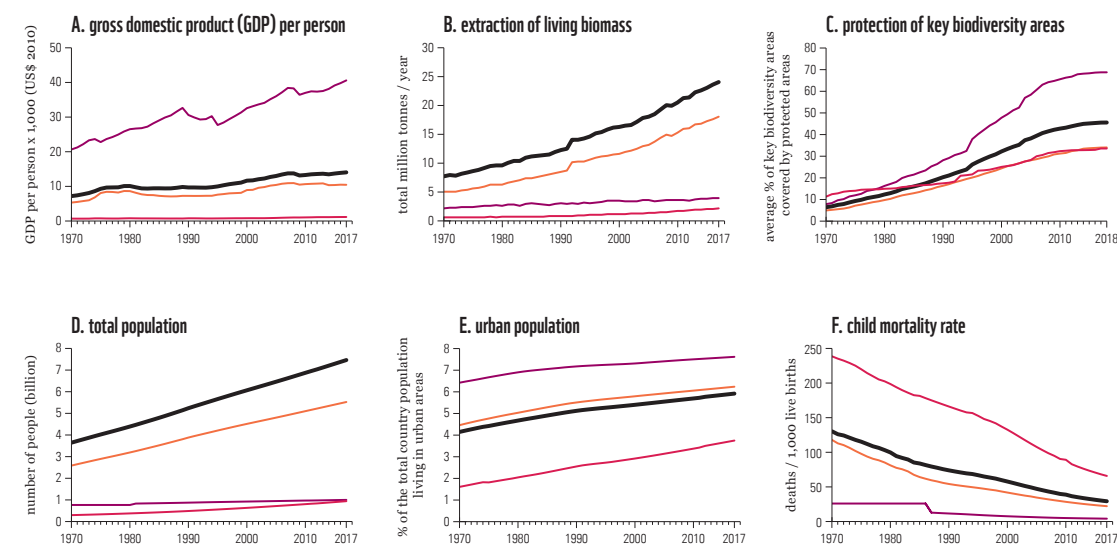 A. gross domestic product (GDP) per person
GDP per person x 1,000 (US$ 2010)
50
40
30
20
10
0
1970 1980 1990 2000 2010 2017
B. extraction of living biomass
total million tonnes / year
30
25
20
15
10
5
0
1970 1980 1990 2000 2010 2017
C. protection of key biodiversity areas
average % of key biodiversity areas
covered by protected areas
80
70
60
50
40
30
20
10
0
1970 1980 1990 2000 2010 2018
D. total population
number of people (billion)
8
7
6
5
4
3
2
1
0
1970 1980 1990 2000 2010 2017
E. urban population
% of the total country population
living in urban areas
8
7
6
5
4
3
2
1
0
1970 1980 1990 2000 2010 2017
F. child mortality rate
deaths / 1,000 live births
250
200
150
100
50
0
1970 1980 1990 2000 2010 2017